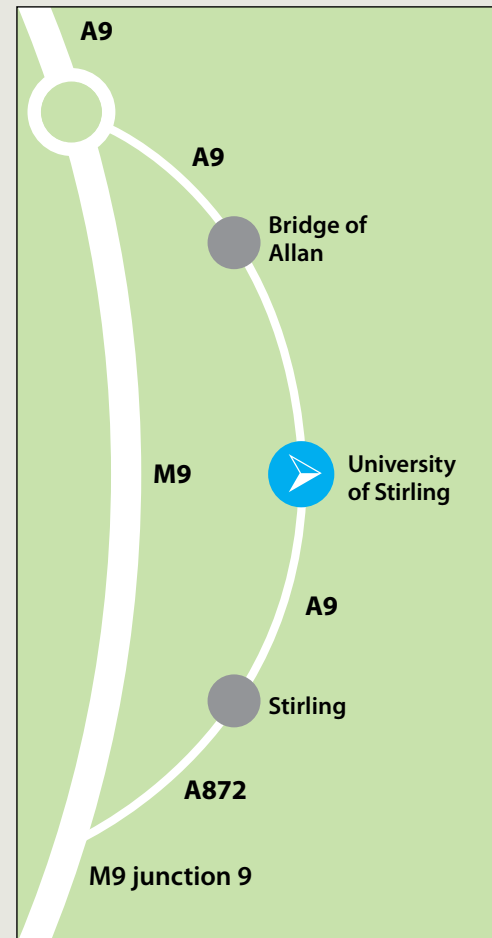 A9
A9
Bridge of
Allan
M9
University
of Stirling
A9
Stirling
A872
M9 junction 9